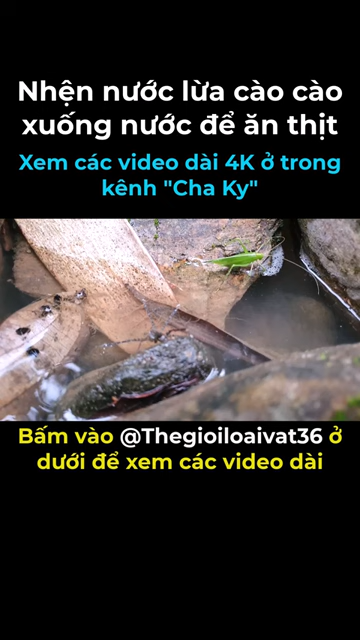 Nhện nước lừa cào cào
xuống nước để ăn thịt
Xem các video dài 4K ở trong
kênh "Cha Ky"
Bấm vào @Thegioiloaivat36 ở
dưới để xem các video dài